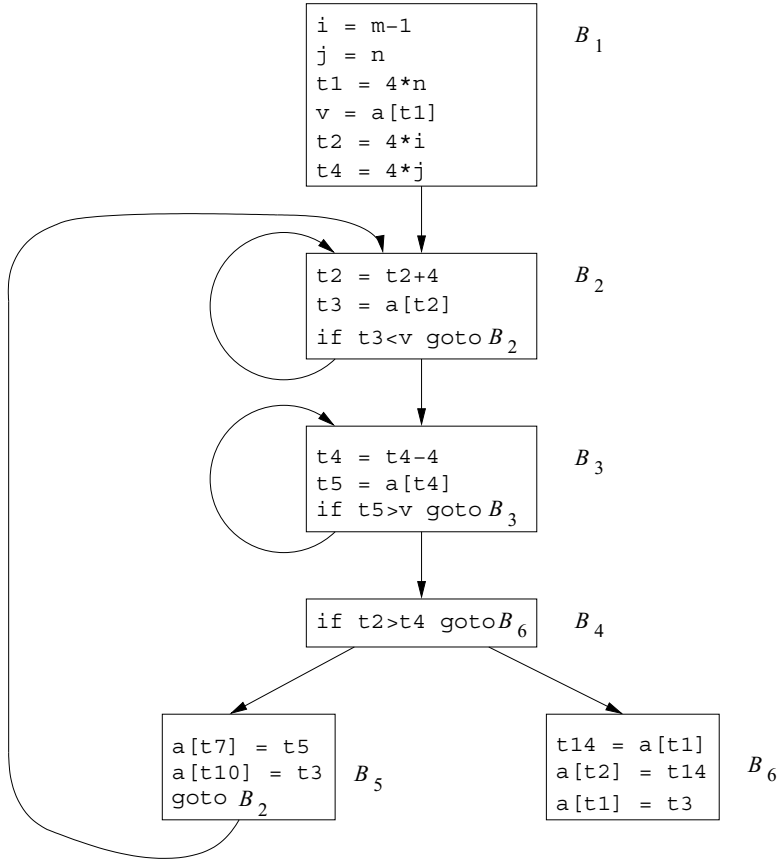 i = m-1
j = n
t1 = 4*n
v = a[t1]
t2 = 4*i
t4 = 4*j
B1
t2 = t2+4
t3 = a[t2]
if t3<v goto B2
B2
t4 = t4-4
t5 = a[t4]
if t5>v goto B3
B3
if t2>t4 goto B6
B4
a[t7] = t5
a[t10] = t3
goto B2
B5
t14 = a[t1]
a[t2] = t14
a[t1] = t3
B6